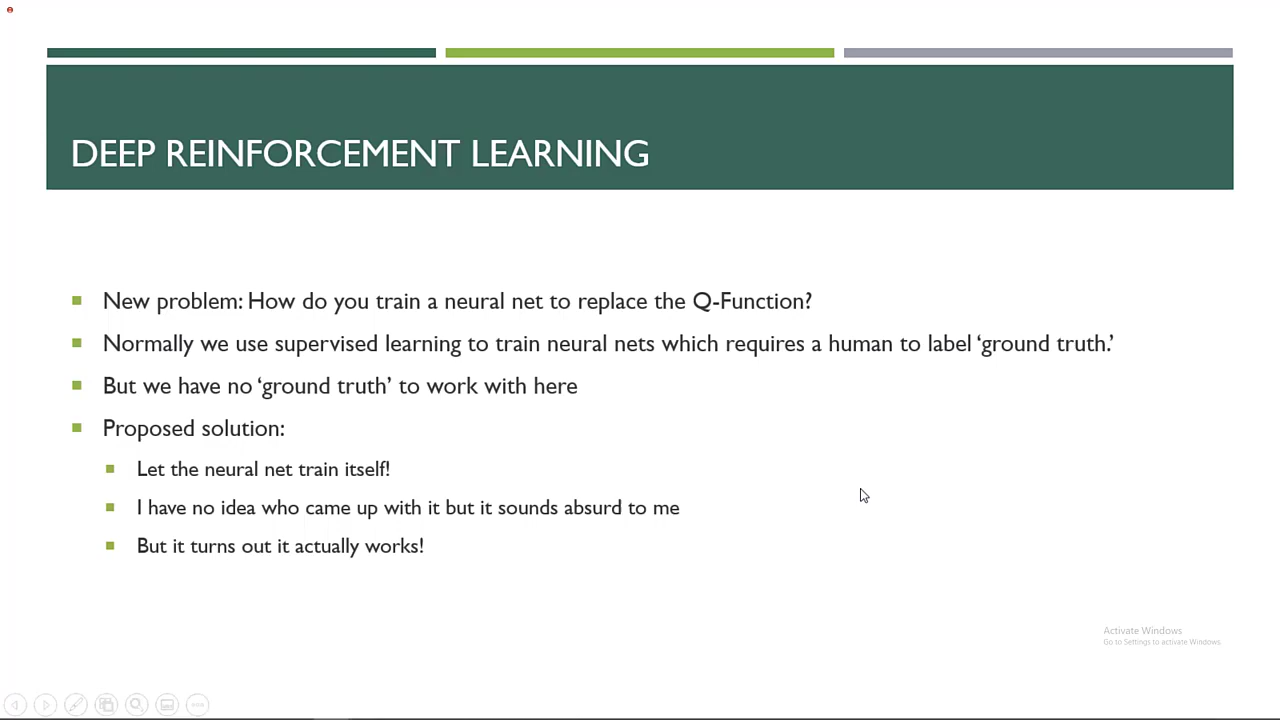 DEEP REINFORCEMENT LEARNING
New problem: How do you train a neural net to replace the Q-Function?
Normally we use supervised learning to train neural nets which requires a human to label ‘ground truth.’
But we have no ‘ground truth’ to work with here
Proposed solution:
Let the neural net train itself!
I have no idea who came up with it but it sounds absurd to me
But it turns out it actually works!
Activate Windows
Go to Settings to activate Windows.